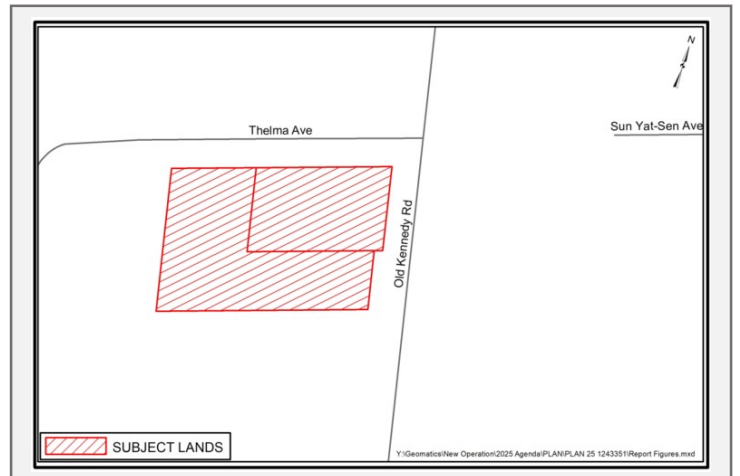 N
Thelma Ave
Sun Yat-Sen Ave
Old Kennedy Rd
SUBJECT LANDS
Y:\Geomatics\New Operation\2025 Agenda\PLAN\PLAN 25 1243351\Report Figures.mxd